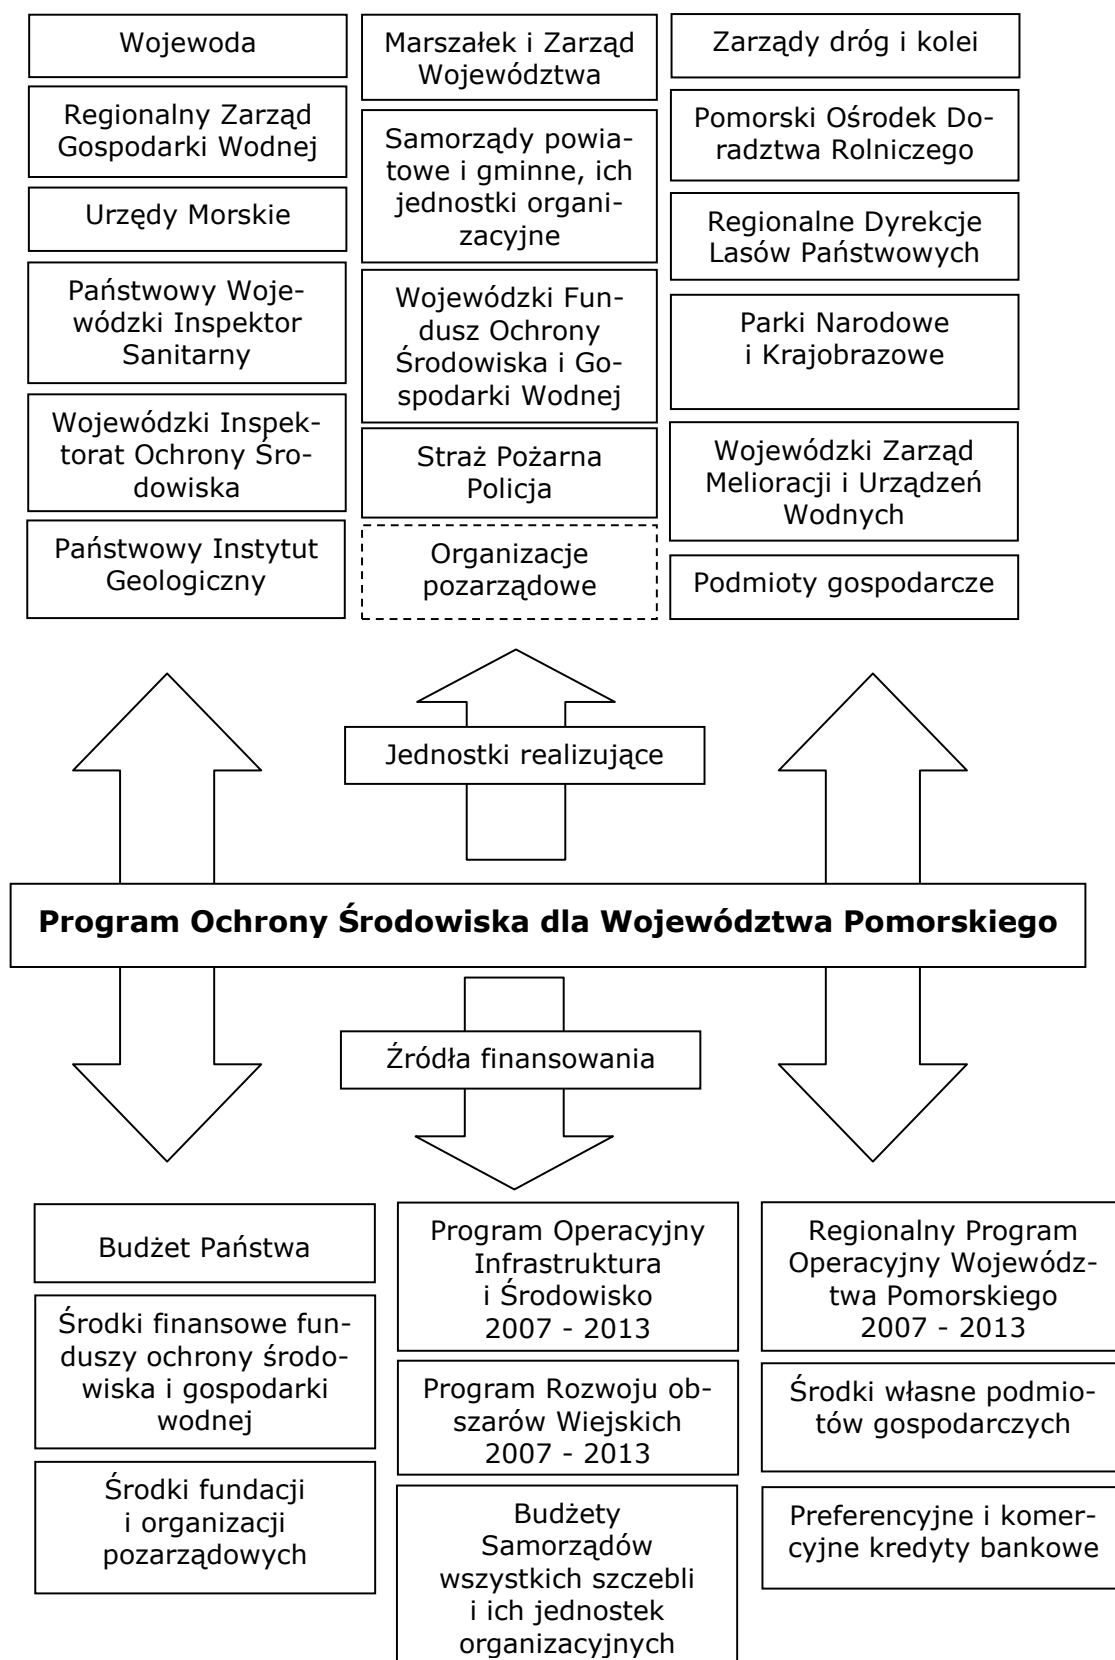 Wojewoda
Regionalny Zarząd
Gospodarki Wodnej
Urzędy Morskie
Państwowy Woje-
wódzki Inspektor
Sanitarny
Wojewódzki Inspek-
torat Ochrony Śro-
dowiska
Państwowy Instytut
Geologiczny
Marszałek i Zarząd
Województwa
Samorządy powia-
towe i gminne, ich
jednostki organi-
zacyjne
Wojewódzki Fun-
dusz Ochrony
Środowiska i Go-
spodarki Wodnej
Straż Pożarna
Policja
Organizacje
pozarządowe
Zarządy dróg i kolei
Pomorski Ośrodek Do-
radztwa Rolniczego
Regionalne Dyrekcje
Lasów Państwowych
Parki Narodowe
i Krajobrazowe
Wojewódzki Zarząd
Melioracji i Urządzeń
Wodnych
Podmioty gospodarcze
Jednostki realizujące
Program Ochrony Środowiska dla Województwa Pomorskiego
Źródła finansowania
Budżet Państwa
Środki finansowe fun-
duszy ochrony środo-
wiska i gospodarki
wodnej
Środki fundacji
i organizacji
pozarządowych
Program Operacyjny
Infrastruktura
i Środowisko
2007 - 2013
Program Rozwoju ob-
szarów Wiejskich
2007 - 2013
Budżety
Samorządów
wszystkich szczebli
i ich jednostek
organizacyjnych
Regionalny Program
Operacyjny Wojewódz-
twa Pomorskiego
2007 - 2013
Środki własne podmio-
tów gospodarczych
Preferencyjne i komer-
cyjne kredyty bankowe